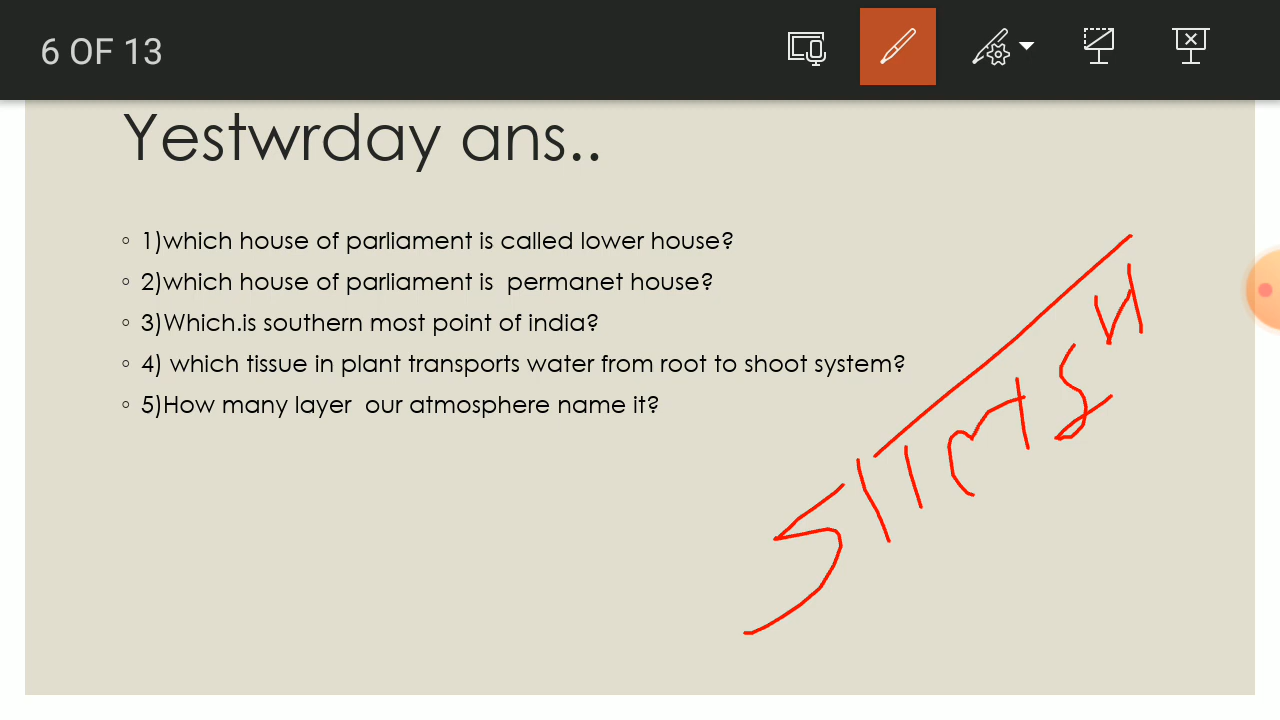 6 OF 13
Yestwrday ans..
1)which house of parliament is called lower house?
2)which house of parliament is  permanet house?
3)Which.is southern most point of india?
4) which tissue in plant transports water from root to shoot system?
5)How many layer  our atmosphere name it?